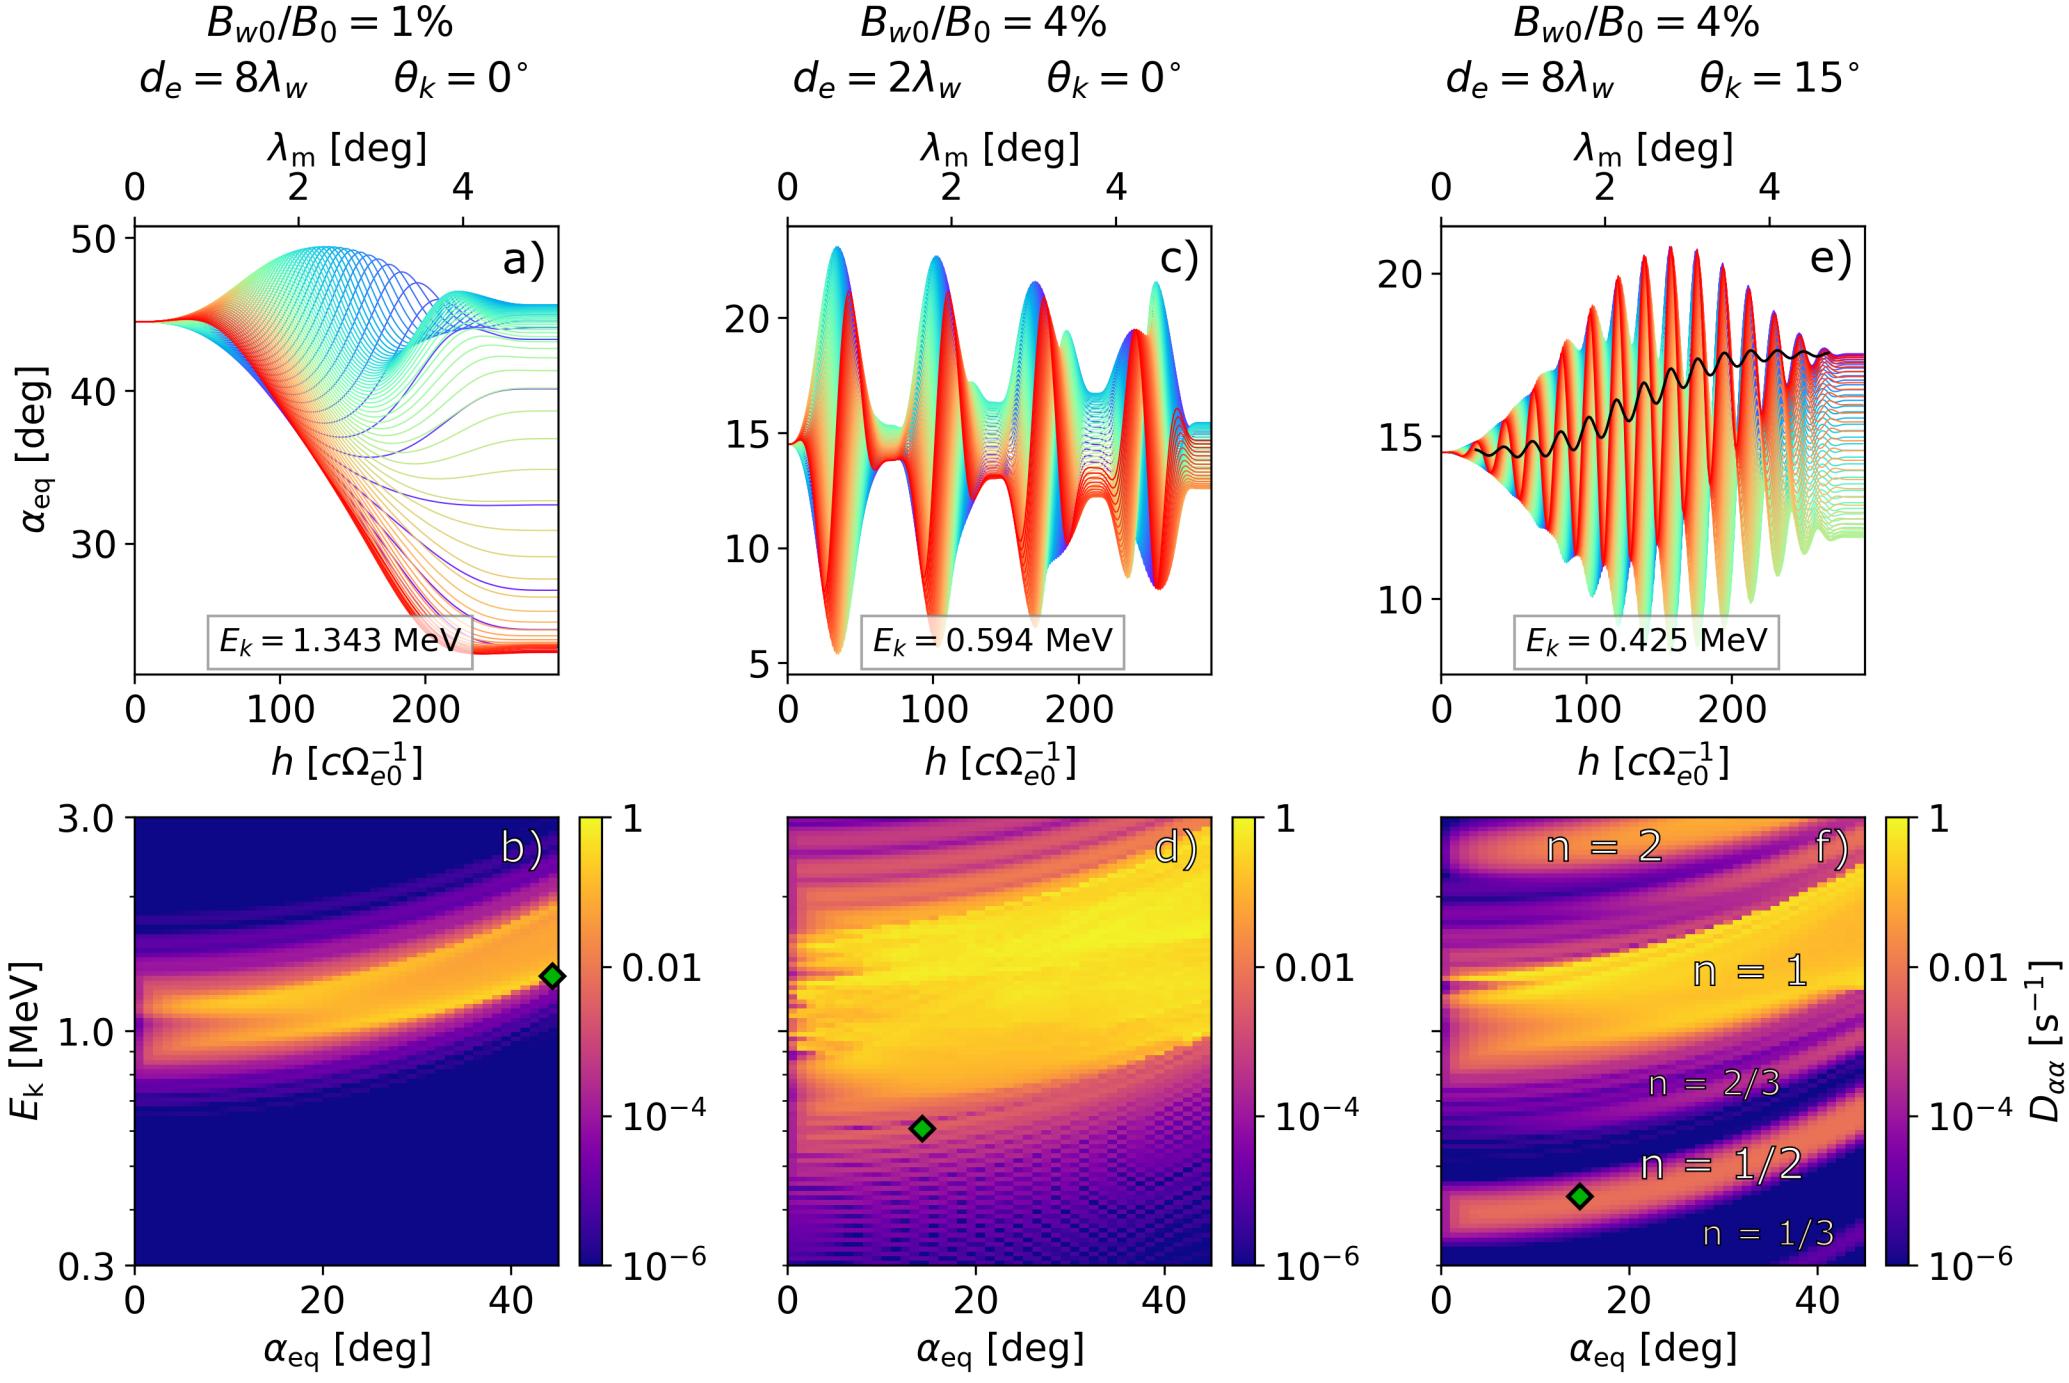 B_{w0}/B_0 = 1%
d_e = 8λ_w θ_k = 0°
λ_m [deg]
0 2 4
a)
50
40
30
α_eq [deg]
E_k = 1.343 MeV
0 100 200
h [cΩ_{e0}^{-1}]
B_{w0}/B_0 = 4%
d_e = 2λ_w θ_k = 0°
λ_m [deg]
0 2 4
c)
20
15
10
5
E_k = 0.594 MeV
0 100 200
h [cΩ_{e0}^{-1}]
B_{w0}/B_0 = 4%
d_e = 8λ_w θ_k = 15°
λ_m [deg]
0 2 4
e)
20
15
10
E_k = 0.425 MeV
0 100 200
h [cΩ_{e0}^{-1}]
b)
3.0
1.0
0.3
E_k [MeV]
0 20 40
α_eq [deg]
1
0.01
10^{-4}
10^{-6}
d)
0 20 40
α_eq [deg]
1
0.01
10^{-4}
10^{-6}
n = 2
f)
n = 1
n = 2/3
n = 1/2
n = 1/3
0 20 40
α_eq [deg]
1
0.01
10^{-4}
10^{-6}
D_{αα} [s^{-1}]